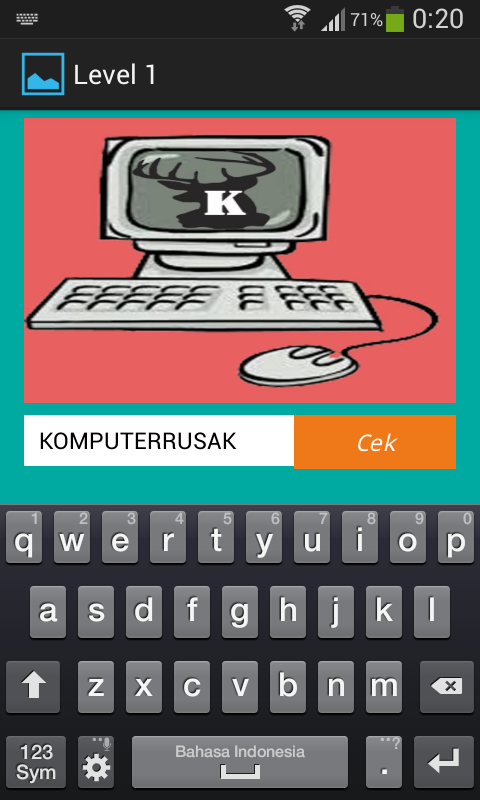 71% 0:20
Level 1
K
KOMPUTERRUSAK Cek
1 2 3 4 5 6 7 8 9 0
q w e r t y u i o p
a s d f g h j k l
z x c v b n m
123 Bahasa Indonesia . ?
Sym